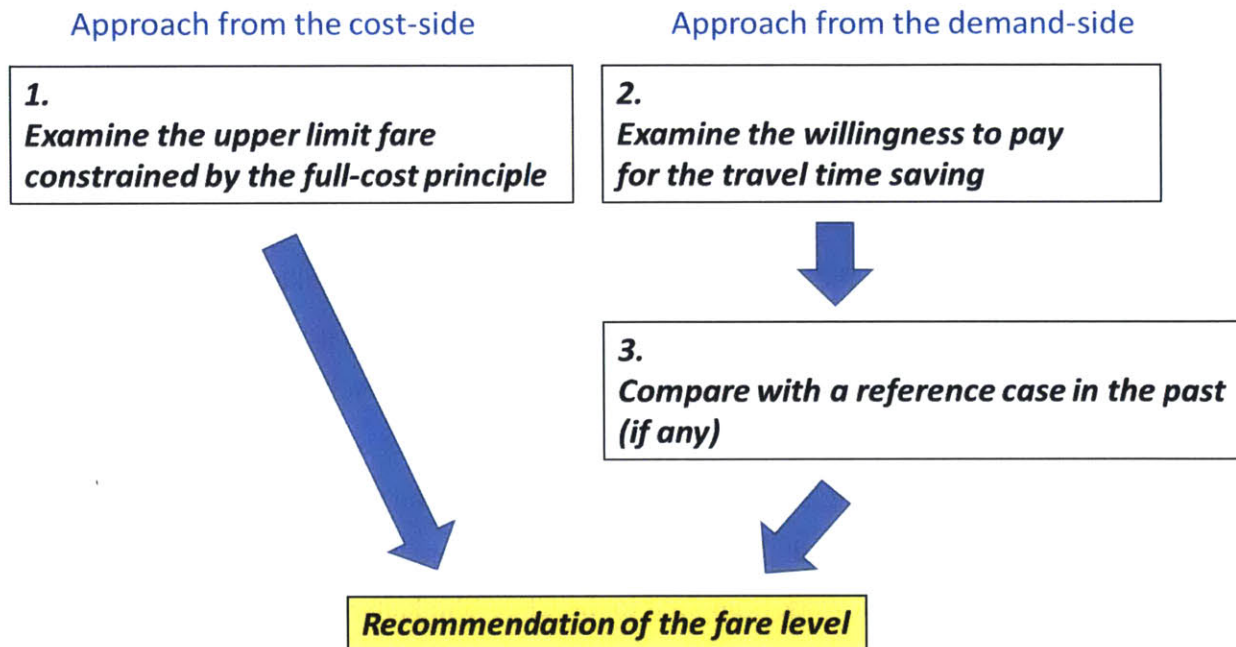 Approach from the cost-side
Approach from the demand-side
1.
Examine the upper limit fare
constrained by the full-cost principle
2.
Examine the willingness to pay
for the travel time saving
3.
Compare with a reference case in the past
(if any)
Recommendation of the fare level